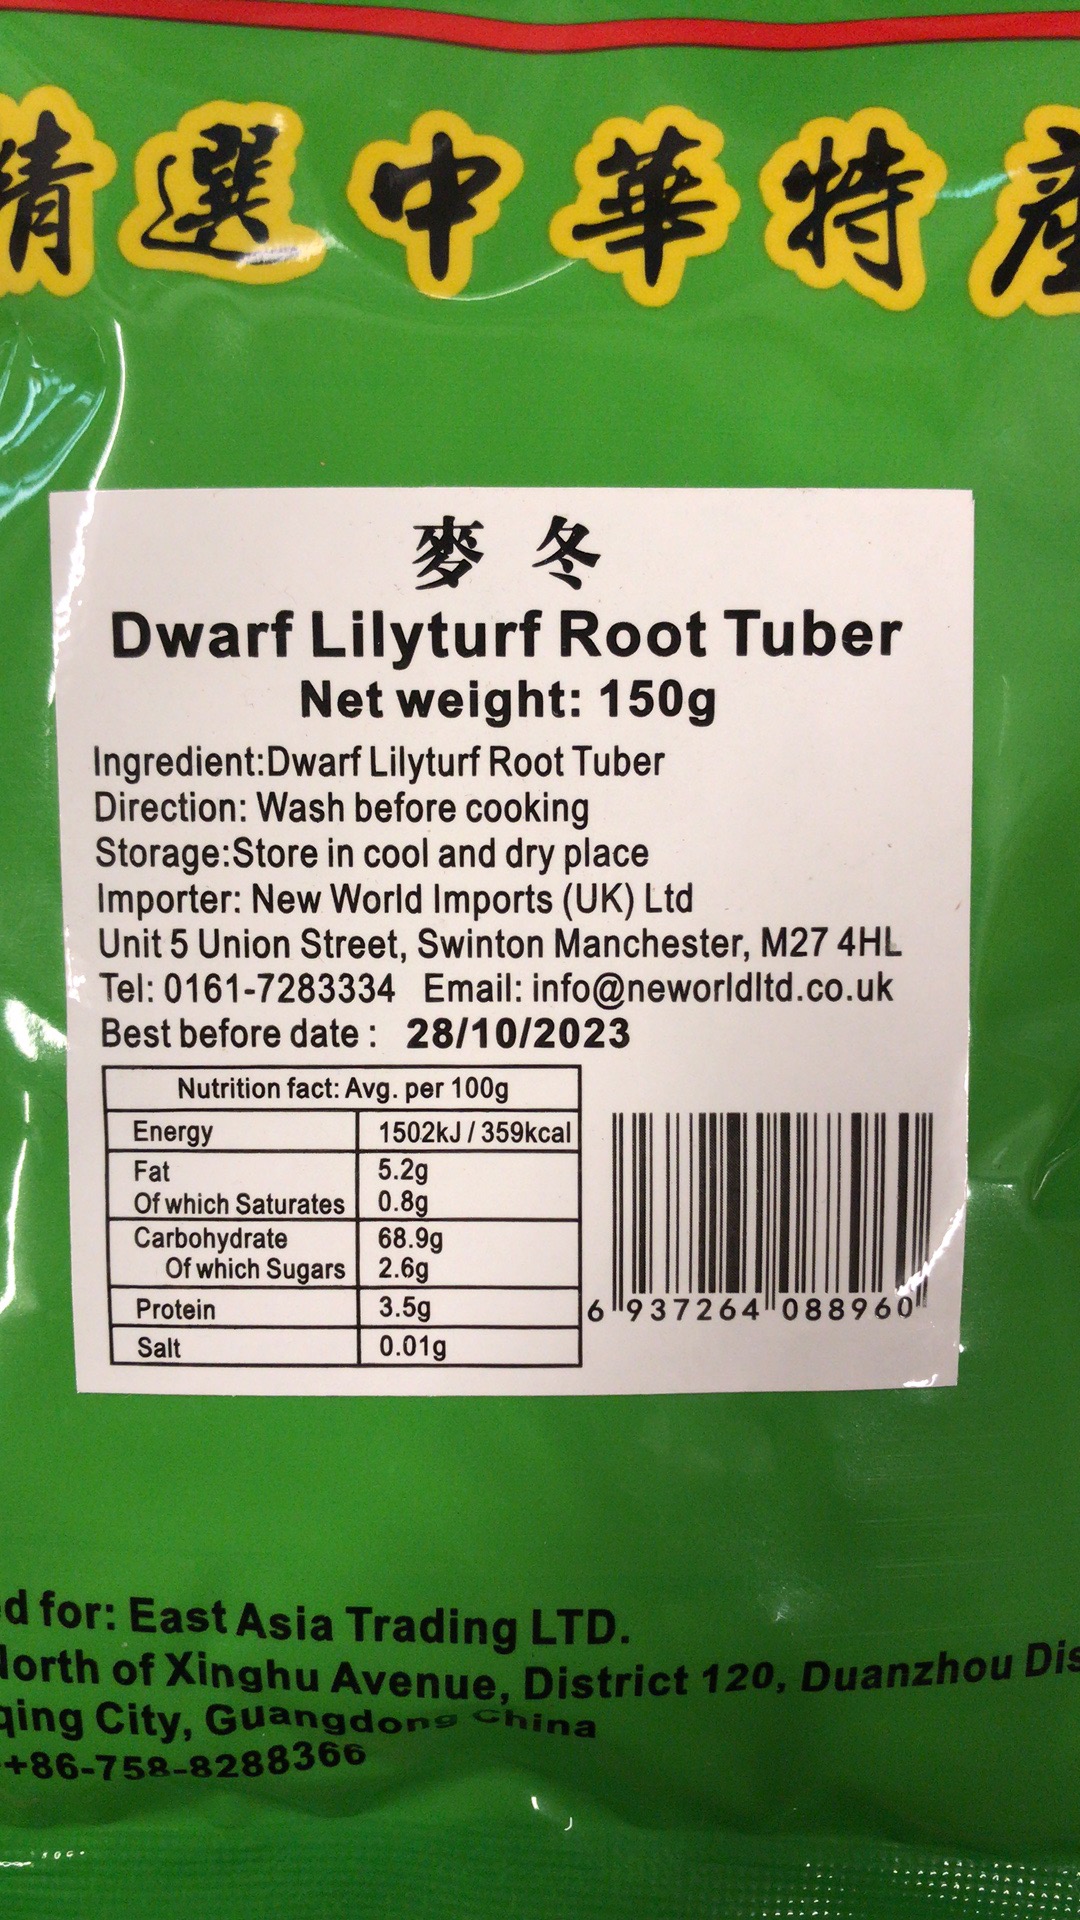 精選中華特產
麥冬
Dwarf Lilyturf Root Tuber
Net weight: 150g
Ingredient:Dwarf Lilyturf Root Tuber
Direction: Wash before cooking
Storage:Store in cool and dry place
Importer: New World Imports (UK) Ltd
Unit 5 Union Street, Swinton Manchester, M27 4HL
Tel: 0161-7283334 Email: info@neworldltd.co.uk
Best before date : 28/10/2023
Nutrition fact: Avg. per 100g
Energy 1502kJ / 359kcal
Fat 5.2g
Of which Saturates 0.8g
Carbohydrate 68.9g
Of which Sugars 2.6g
Protein 3.5g
Salt 0.01g
6 937264 088960
for: East Asia Trading LTD.
of Xinghu Avenue, District 120, Duanzhou
City, Guangdong China
+86-758-8288366